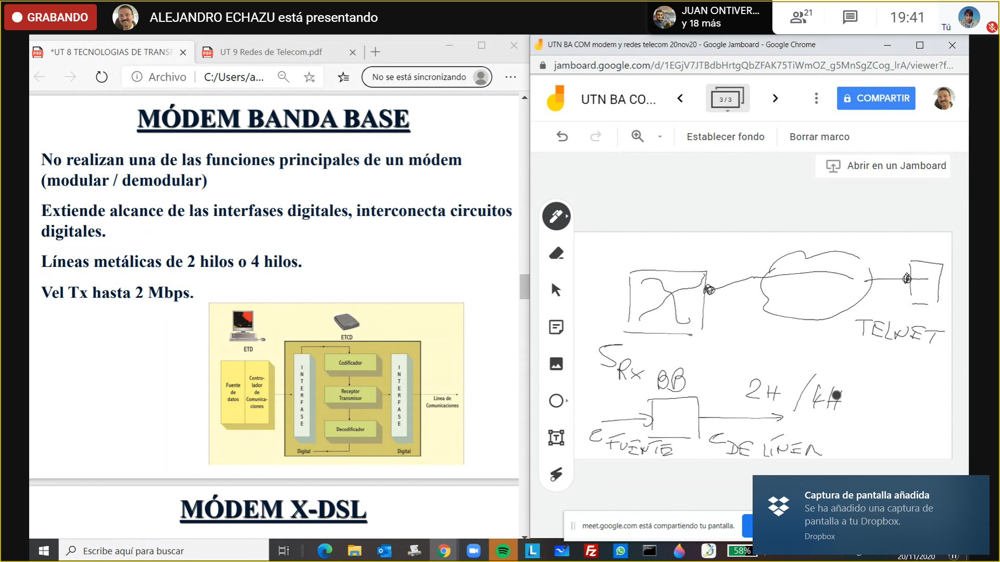 GRABANDO
ALEJANDRO ECHAZU está presentando
JUAN ONTIVER...
y 18 más
21
19:41
Tú
*UT 8 TECNOLOGIAS DE TRANSF
UT 9 Redes de Telecom.pdf
Archivo
C:/Users/a...
No se está sincronizando
MÓDEM BANDA BASE
No realizan una de las funciones principales de un módem
(modular / demodular)
Extiende alcance de las interfases digitales, interconecta circuitos
digitales.
Líneas metálicas de 2 hilos o 4 hilos.
Vel Tx hasta 2 Mbps.
ETD
ETCD
Fuente
de
datos
Contro-
lador
de
Comunica-
ciones
INTERFASE
Codificador
Receptor
Transmisor
Decodificador
INTERFASE
Digital
Digital
Línea de
Comunicaciones
MÓDEM X-DSL
UTN BA COM modem y redes telecom 20nov20 - Google Jamboard - Google Chrome
jamboard.google.com/d/1EGjV7JTBdbHrtgQbZFAK75TiWmOZ_g5MnSgZCog_lrA/viewer?f...
UTN BA CO...
3 / 3
COMPARTIR
Establecer fondo
Borrar marco
Abrir en un Jamboard
TELNET
SRx
BB
2H / 4H
C FUENTE
C DE LÍNEA
meet.google.com está compartiendo tu pantalla.
Captura de pantalla añadida
Se ha añadido una captura de
pantalla a tu Dropbox.
Dropbox
Escribe aquí para buscar
58%
20/11/2020